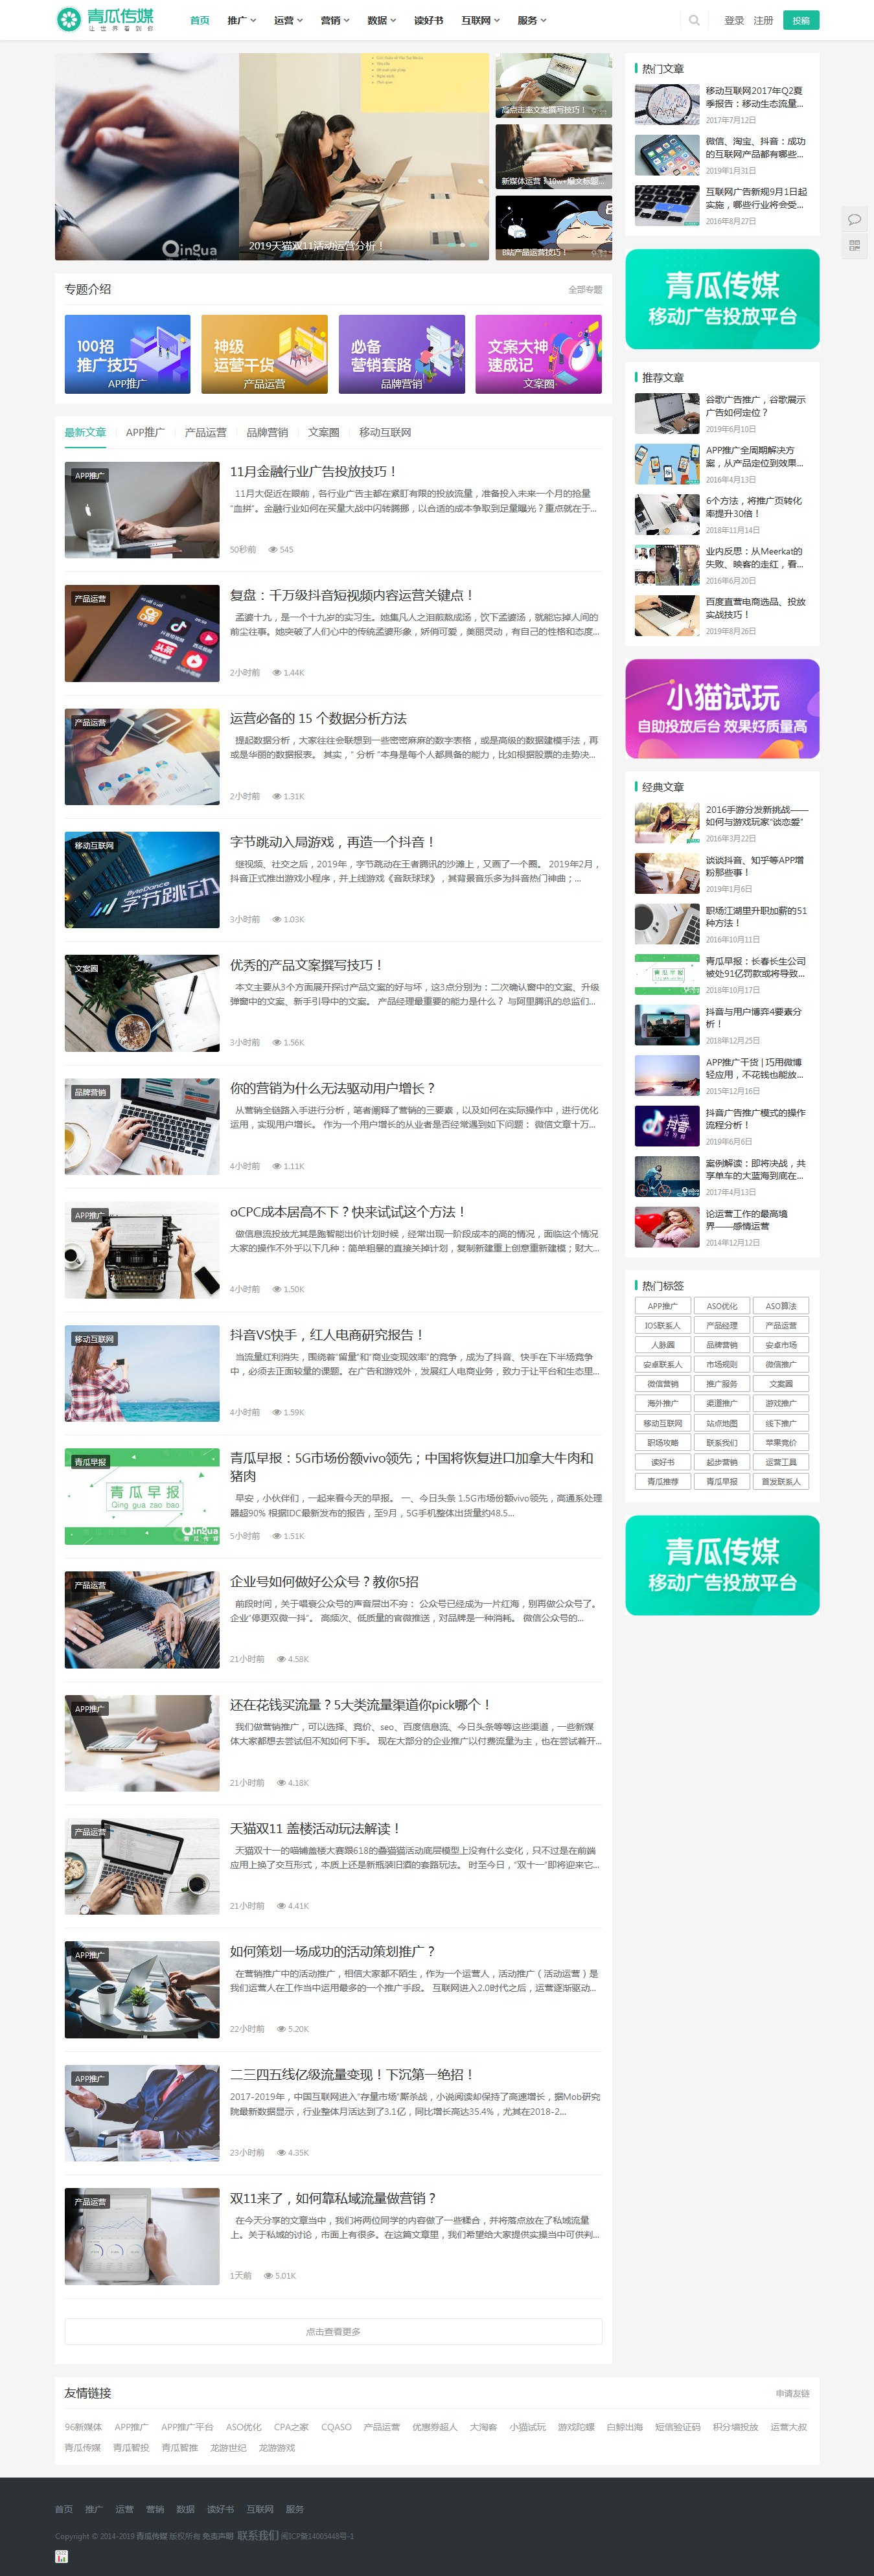 青瓜传媒
让世界看到你
首页 推广 运营 营销 数据 读好书 互联网 服务
登录 注册 投稿
Qingua
2019天猫双11活动运营分析！
高点击率文案撰写技巧！
新媒体运营？10w+爆文标题...
B站产品运营技巧！
专题介绍
全部专题
100招
推广技巧
APP推广
神级
运营干货
产品运营
必备
营销套路
品牌营销
文案大神
速成记
文案圈
最新文章 APP推广 产品运营 品牌营销 文案圈 移动互联网
APP推广
11月金融行业广告投放技巧！
11月大促近在眼前，各行业广告主都在紧盯有限的投放流量，准备投入未来一个月的抢量
"血拼"。金融行业如何在买量大战中闪转腾挪，以合适的成本争取到足量曝光？重点就在于...
50秒前 545
产品运营
复盘：千万级抖音短视频内容运营关键点！
孟婆十九，是一个十九岁的实习生。她集凡人之泪煎熬成汤，饮下孟婆汤，就能忘掉人间的
前尘往事。她突破了人们心中的传统孟婆形象，娇俏可爱，美丽灵动，有自己的性格和态度...
2小时前 1.44K
产品运营
运营必备的 15 个数据分析方法
提起数据分析，大家往往会联想到一些密密麻麻的数字表格，或是高级的数据建模手法，再
或是华丽的数据报表。 其实，" 分析 "本身是每个人都具备的能力，比如根据股票的走势决...
2小时前 1.31K
移动互联网
ByteDance
字节跳动
字节跳动入局游戏，再造一个抖音！
继视频、社交之后，2019年，字节跳动在王者腾讯的沙滩上，又画了一个圈。 2019年2月，
抖音正式推出游戏小程序，并上线游戏《音跃球球》，其背景音乐多为抖音热门神曲；...
3小时前 1.03K
文案圈
优秀的产品文案撰写技巧！
本文主要从3个方面展开探讨产品文案的好与坏，这3点分别为：二次确认窗中的文案、升级
弹窗中的文案、新手引导中的文案。 产品经理最重要的能力是什么？ 与阿里腾讯的总监们...
3小时前 1.56K
品牌营销
你的营销为什么无法驱动用户增长？
从营销全链路入手进行分析，笔者阐释了营销的三要素，以及如何在实际操作中，进行优化
运用，实现用户增长。 作为一个用户增长的从业者是否经常遇到如下问题： 微信文章十万...
4小时前 1.11K
APP推广
oCPC成本居高不下？快来试试这个方法！
做信息流投放尤其是跑智能出价计划时候，经常出现一阶段成本的高的情况，面临这个情况
大家的操作不外乎以下几种：简单粗暴的直接关掉计划，复制新建重上创意重新建模；财大...
4小时前 1.50K
移动互联网
抖音VS快手，红人电商研究报告！
当流量红利消失，围绕着"留量"和"商业变现效率"的竞争，成为了抖音、快手在下半场竞争
中，必须去正面较量的课题。在广告和游戏外，发展红人电商业务，致力于让平台和生态里...
4小时前 1.59K
青瓜早报
青瓜早报
Qing gua zao bao
Qingua
青瓜传媒
青瓜早报：5G市场份额vivo领先；中国将恢复进口加拿大牛肉和
猪肉
早安，小伙伴们，一起来看今天的早报。 一、今日头条 1.5G市场份额vivo领先，高通系处理
器超90% 根据IDC最新发布的报告，至9月，5G手机整体出货量约48.5...
5小时前 1.51K
产品运营
企业号如何做好公众号？教你5招
前段时间，关于唱衰公众号的声音层出不穷： 公众号已经成为一片红海，别再做公众号了。
企业"停更双微一抖"。 高频次、低质量的官微推送，对品牌是一种消耗。 微信公众号的...
21小时前 4.58K
APP推广
还在花钱买流量？5大类流量渠道你pick哪个！
我们做营销推广，可以选择、竞价、seo、百度信息流、今日头条等等这些渠道，一些新媒
体大家都想去尝试但不知如何下手。 现在大部分的企业推广以付费流量为主，也在尝试着开...
21小时前 4.18K
产品运营
天猫双11 盖楼活动玩法解读！
天猫双十一的喵铺盖楼大赛跟618的叠猫猫活动底层模型上没有什么变化，只不过是在前端
应用上换了交互形式，本质上还是新瓶装旧酒的套路玩法。 时至今日，"双十一"即将迎来它...
21小时前 4.41K
APP推广
如何策划一场成功的活动策划推广？
在营销推广中的活动推广，相信大家都不陌生，作为一个运营人，活动推广（活动运营）是
我们运营人在工作当中运用最多的一个推广手段。 互联网进入2.0时代之后，运营逐渐驱动...
22小时前 5.20K
APP推广
二三四五线亿级流量变现！下沉第一绝招！
2017-2019年，中国互联网进入"存量市场"厮杀战，小说阅读却保持了高速增长，据Mob研究
院最新数据显示，行业整体月活达到了3.1亿，同比增长高达35.4%，尤其在2018-2...
23小时前 4.35K
产品运营
双11来了，如何靠私域流量做营销？
在今天分享的文章当中，我们将两位同学的内容做了一些糅合，并将落点放在了私域流量
上。关于私域的讨论，市面上有很多。在这篇文章里，我们希望给大家提供实操当中可供判...
1天前 5.01K
点击查看更多
热门文章
移动互联网2017年Q2夏
季报告：移动生态流量...
2017年7月12日
微信、淘宝、抖音：成功
的互联网产品都有哪些...
2019年1月31日
互联网广告新规9月1日起
实施，哪些行业将会受...
2016年8月27日
青瓜传媒
移动广告投放平台
推荐文章
谷歌广告推广，谷歌展示
广告如何定位？
2019年6月10日
APP推广全周期解决方
案，从产品定位到效果...
2016年4月13日
6个方法，将推广页转化
率提升30倍！
2018年11月14日
业内反思：从Meerkat的
失败、映客的走红，看...
2016年6月20日
百度直营电商选品、投放
实战技巧！
2019年8月26日
小猫试玩
自助投放后台 效果好质量高
经典文章
2016手游分发新挑战——
如何与游戏玩家"谈恋爱"
2016年3月22日
谈谈抖音、知乎等APP增
粉那些事！
2019年1月6日
职场江湖里升职加薪的51
种方法！
2016年10月11日
青瓜早报：长春长生公司
被处91亿罚款或将导致...
2018年10月17日
抖音与用户博弈4要素分
析！
2018年12月25日
APP推广干货 | 巧用微博
轻应用，不花钱也能放...
2015年12月16日
抖音广告推广模式的操作
流程分析！
2019年6月6日
案例解读：即将决战，共
享单车的大蓝海到底在...
2017年4月13日
论运营工作的最高境
界——感情运营
2014年12月12日
热门标签
APP推广 ASO优化 ASO算法
IOS联系人 产品经理 产品运营
人脉圈 品牌营销 安卓市场
安卓联系人 市场规则 微信推广
微信营销 推广服务 文案圈
海外推广 渠道推广 游戏推广
移动互联网 站点地图 线下推广
职场攻略 联系我们 苹果竞价
读好书 起步营销 运营工具
青瓜推荐 青瓜早报 首发联系人
青瓜传媒
移动广告投放平台
友情链接
申请友链
96新媒体 APP推广 APP推广平台 ASO优化 CPA之家 CQASO 产品运营 优惠券超人 大淘客 小猫试玩 游戏陀螺 白鲸出海 短信验证码 积分墙投放 运营大叔
青瓜传媒 青瓜智投 青瓜智推 龙游世纪 龙游游戏
首页 推广 运营 营销 数据 读好书 互联网 服务
Copyright © 2014-2019 青瓜传媒 版权所有 免责声明 联系我们 闽ICP备14005448号-1